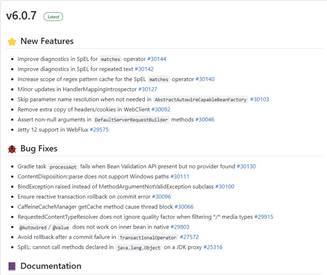 v6.0.7 Latest
New Features
Improve diagnostics in SpEL for matches operator #30144
Improve diagnostics in SpEL for repeated text #30142
Increase scope of regex pattern cache for the SpEL matches operator #30140
Minor updates in HandlerMappingIntrospector #30127
Skip parameter name resolution when not needed in AbstractAutowireCapableBeanFactory #30103
Remove extra copy of headers/cookies in WebClient #30092
Assert non-null arguments in DefaultServerRequestBuilder methods #30046
Jetty 12 support in WebFlux #29575
Bug Fixes
Gradle task processAot fails when Bean Validation API present but no provider found #30130
ContentDisposition:parse does not support Windows paths #30111
BindException raised instead of MethodArgumentNotValidException subclass #30100
Ensure reactive transaction rollback on commit error #30096
CaffeineCacheManager getCache method cause thread block #30066
RequestedContentTypeResolver does not ignore quality factor when filtering */* media types #29915
@Autowired / @Value does not work on inner bean in native #29803
Avoid rollback after a commit failure in TransactionalOperator #27572
SpEL: cannot call methods declared in java.lang.Object on a JDK proxy #25316
Documentation